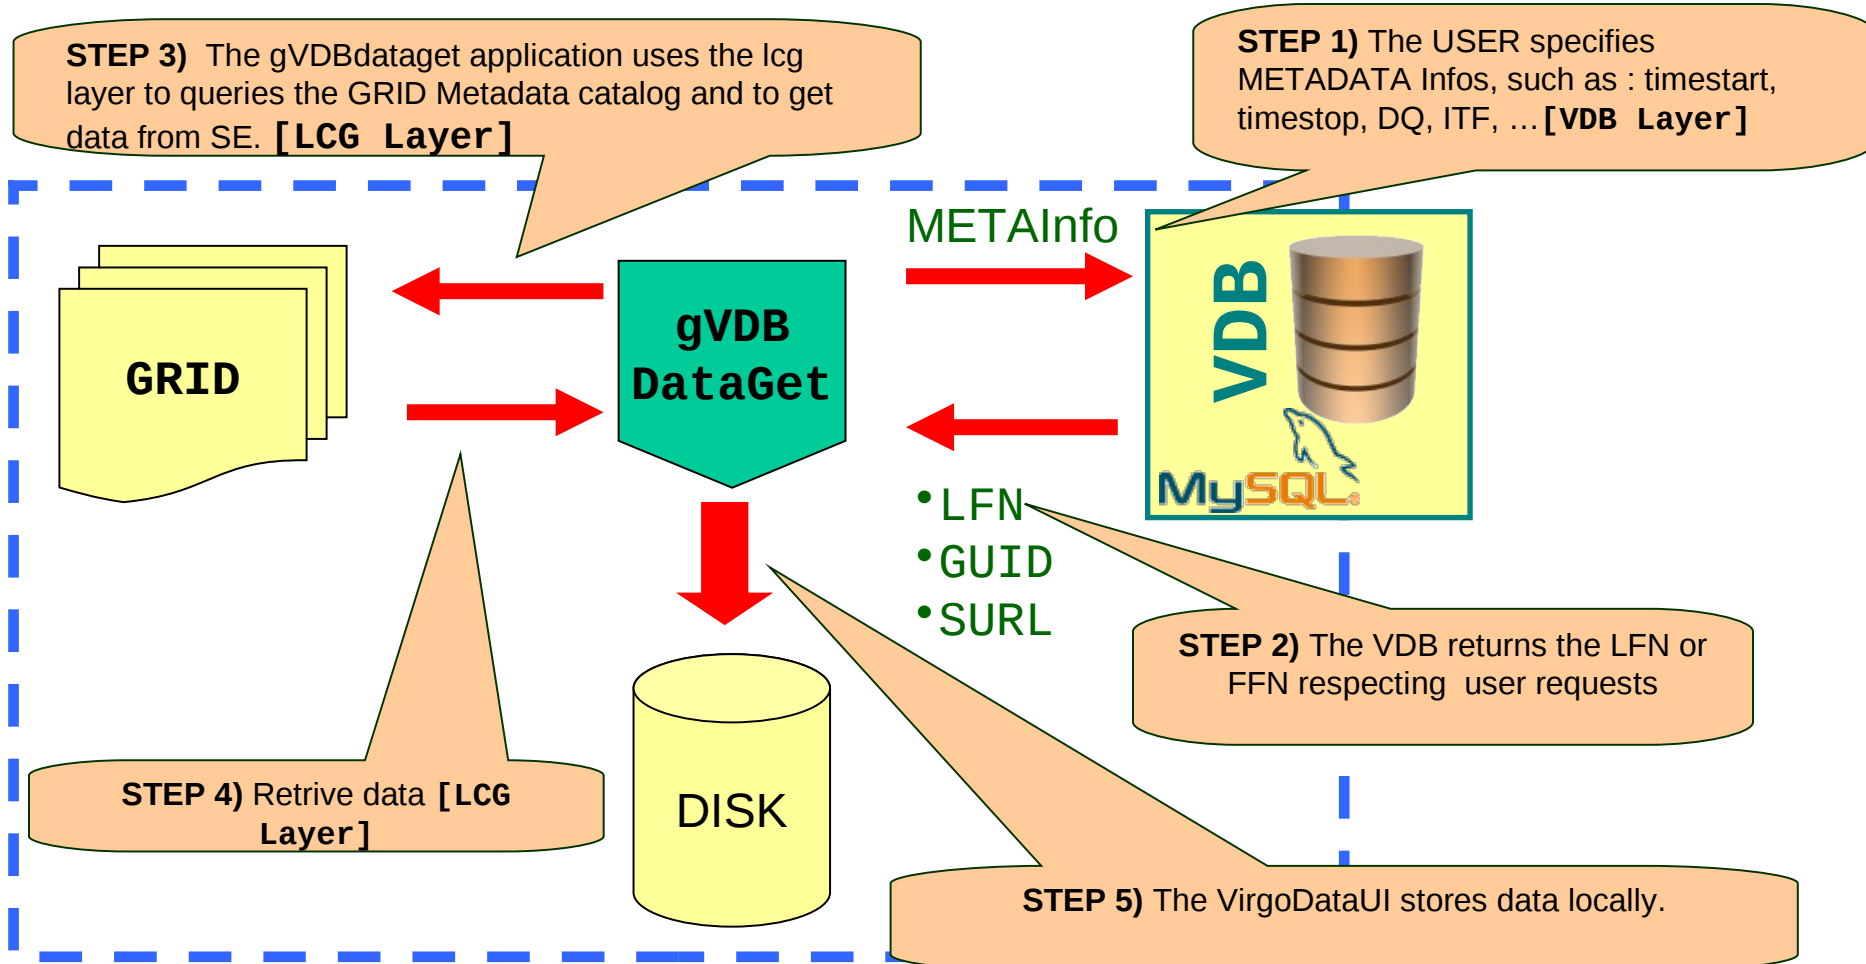 STEP 3) The gVDBdataget application uses the lcg
layer to queries the GRID Metadata catalog and to get
data from SE. [LCG Layer]
STEP 1) The USER specifies
METADATA Infos, such as : timestart,
timestop, DQ, ITF, …[VDB Layer]
METAInfo
GRID
gVDB
DataGet
VDB
MySQL
•LFN
•GUID
•SURL
STEP 2) The VDB returns the LFN or
FFN respecting user requests
STEP 4) Retrive data [LCG
Layer]
DISK
STEP 5) The VirgoDataUI stores data locally.